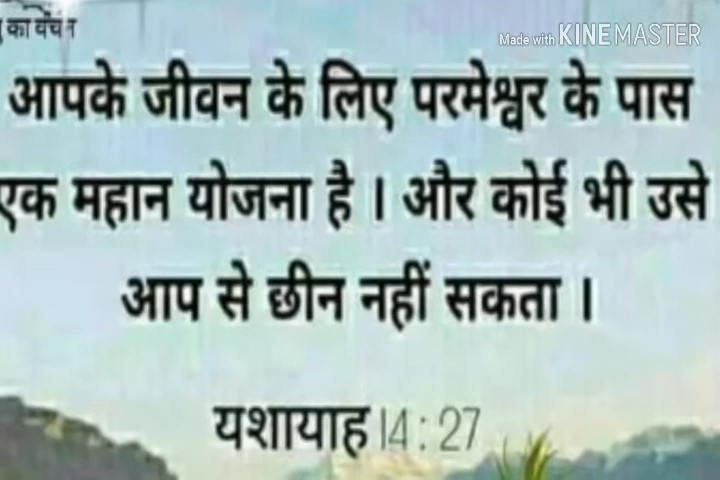 का वचन
Made with KINEMASTER
आपके जीवन के लिए परमेश्वर के पास
एक महान योजना है । और कोई भी उसे
आप से छीन नहीं सकता ।
यशायाह 14:27